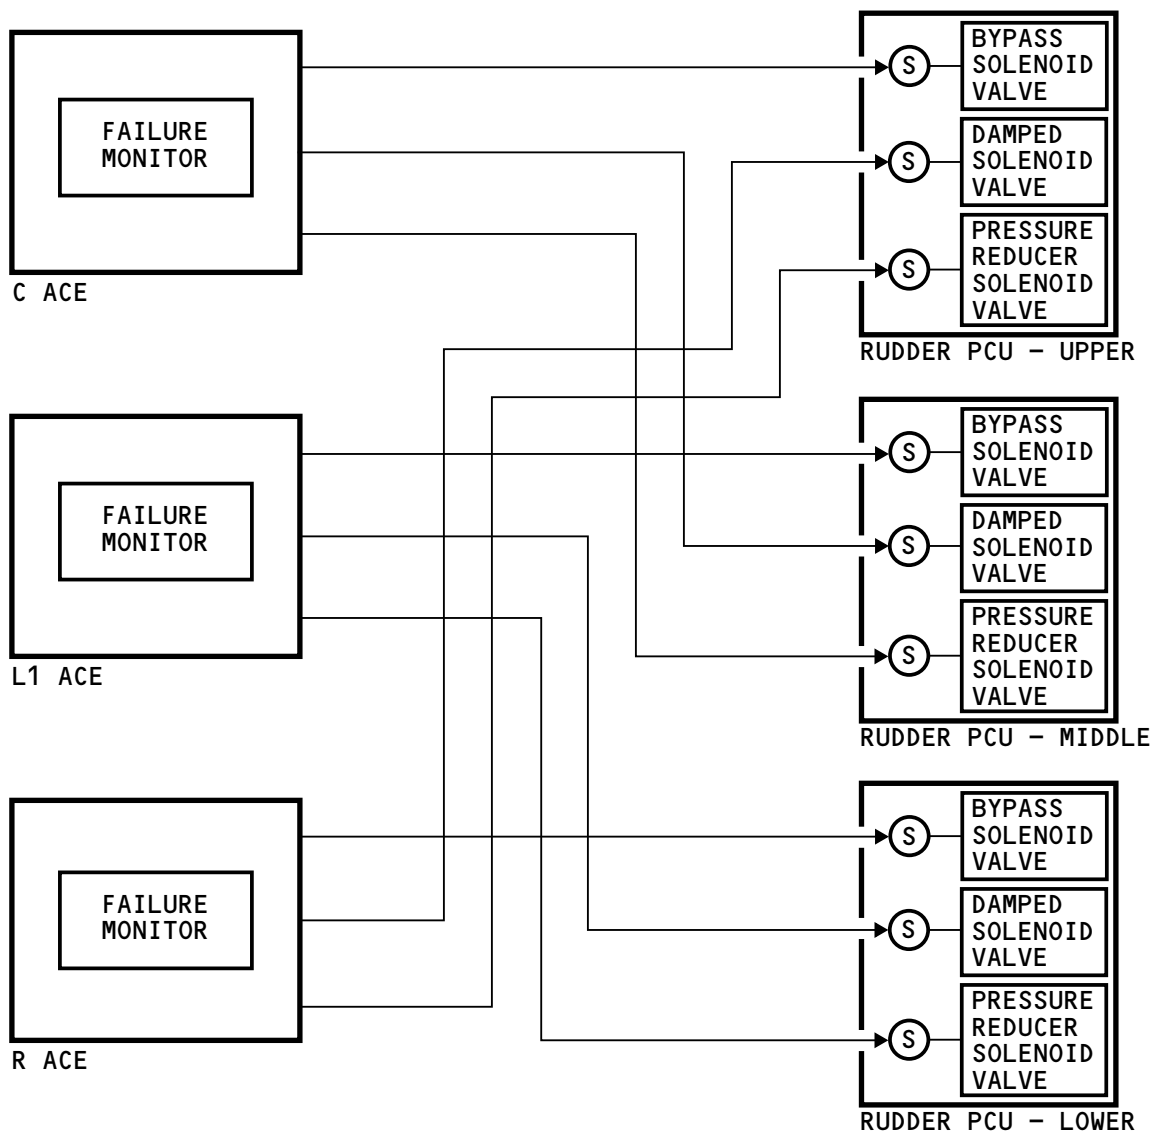 FAILURE
MONITOR
C ACE
S
BYPASS
SOLENOID
VALVE
S
DAMPED
SOLENOID
VALVE
S
PRESSURE
REDUCER
SOLENOID
VALVE
RUDDER PCU – UPPER
FAILURE
MONITOR
L1 ACE
S
BYPASS
SOLENOID
VALVE
S
DAMPED
SOLENOID
VALVE
S
PRESSURE
REDUCER
SOLENOID
VALVE
RUDDER PCU – MIDDLE
FAILURE
MONITOR
R ACE
S
BYPASS
SOLENOID
VALVE
S
DAMPED
SOLENOID
VALVE
S
PRESSURE
REDUCER
SOLENOID
VALVE
RUDDER PCU – LOWER